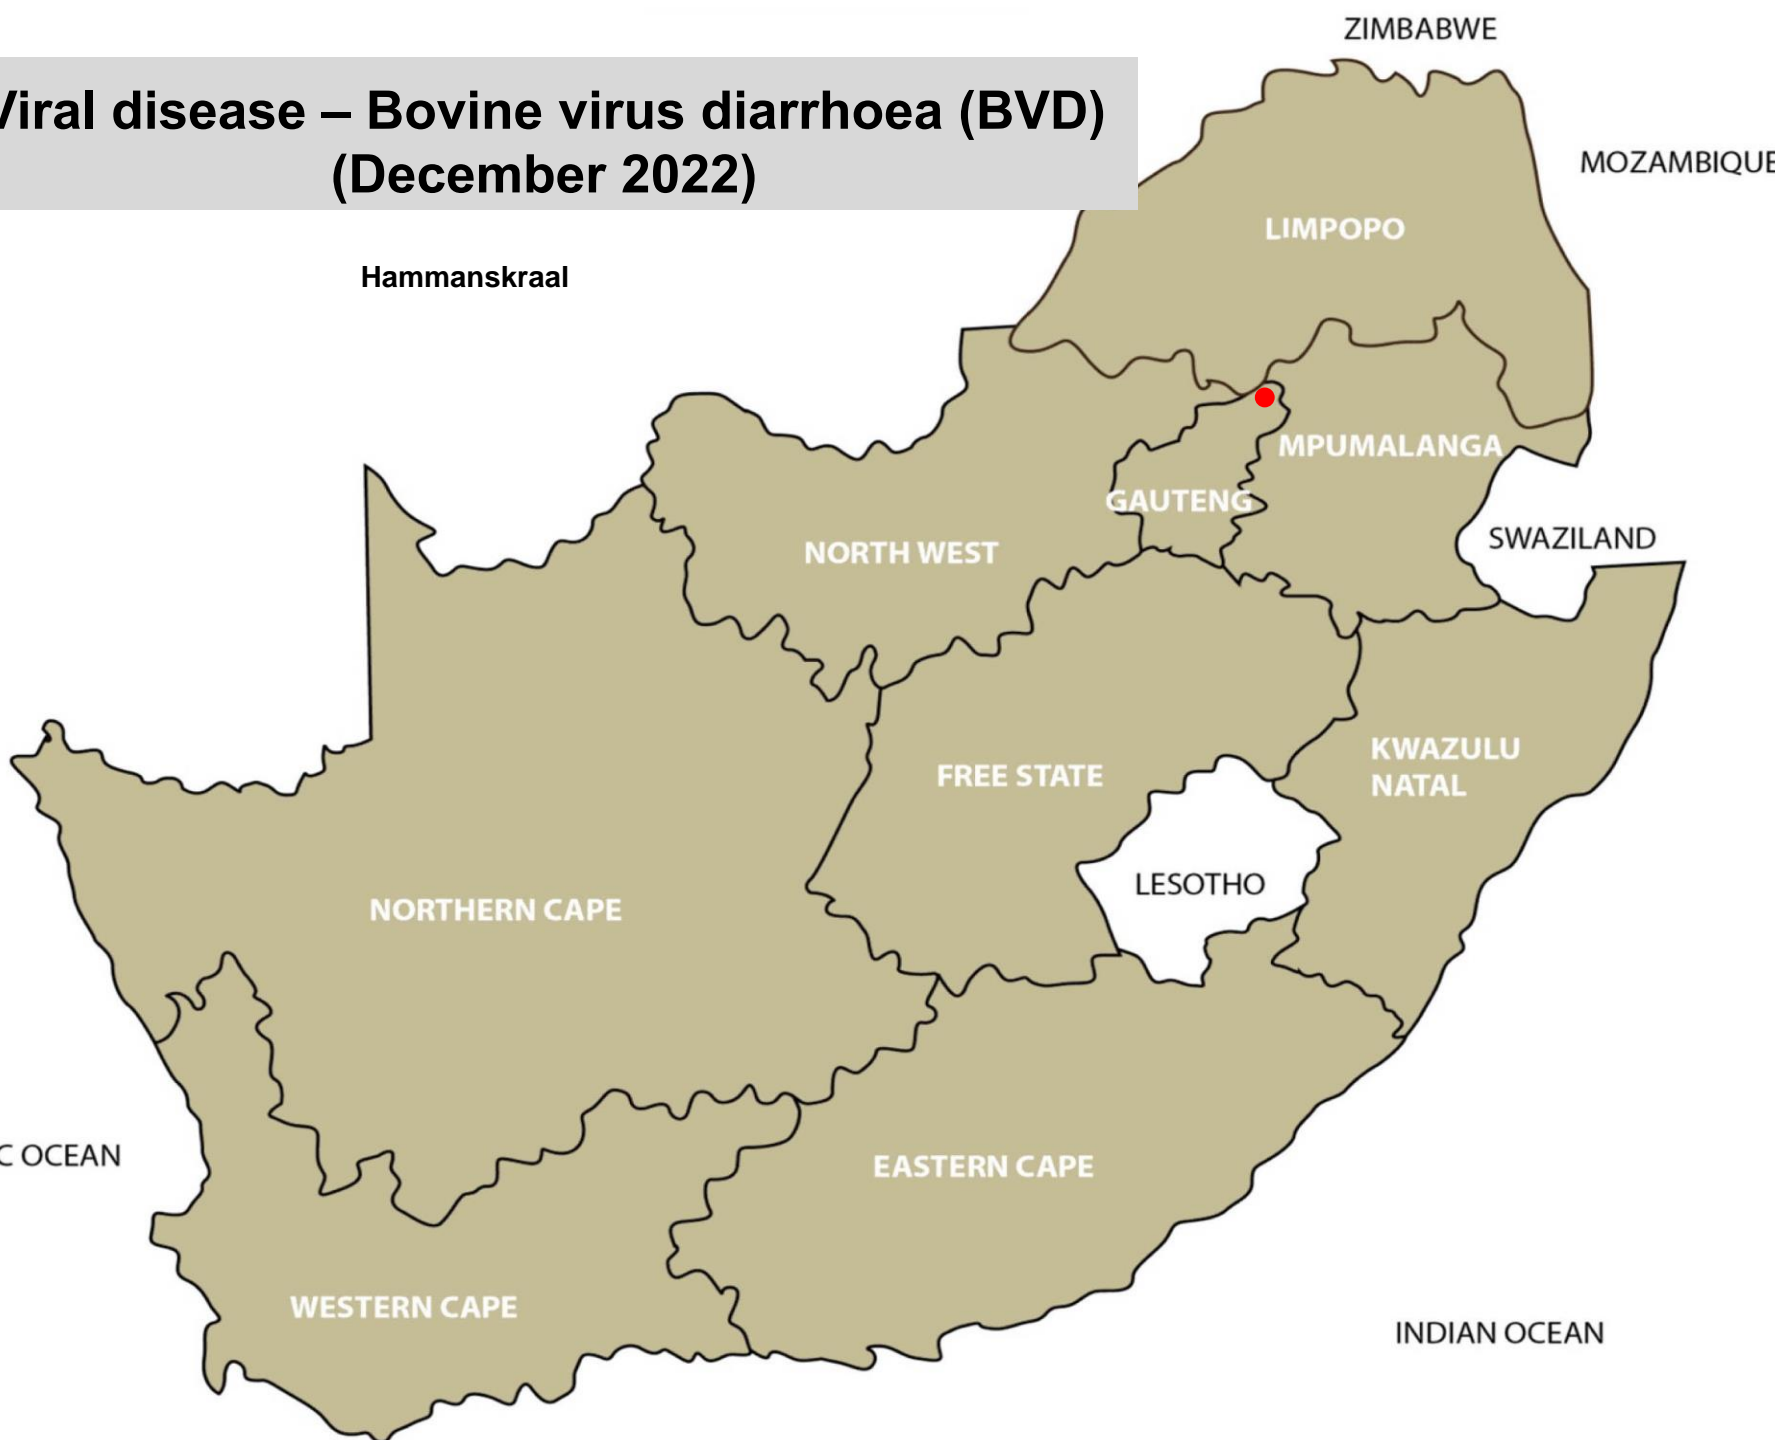 ZIMBABWE
Viral disease – Bovine virus diarrhoea (BVD)
(December 2022)
MOZAMBIQUE
LIMPOPO
Hammanskraal
MPUMALANGA
GAUTENG
SWAZILAND
NORTH WEST
KWAZULU
NATAL
FREE STATE
LESOTHO
NORTHERN CAPE
C OCEAN
EASTERN CAPE
WESTERN CAPE
INDIAN OCEAN